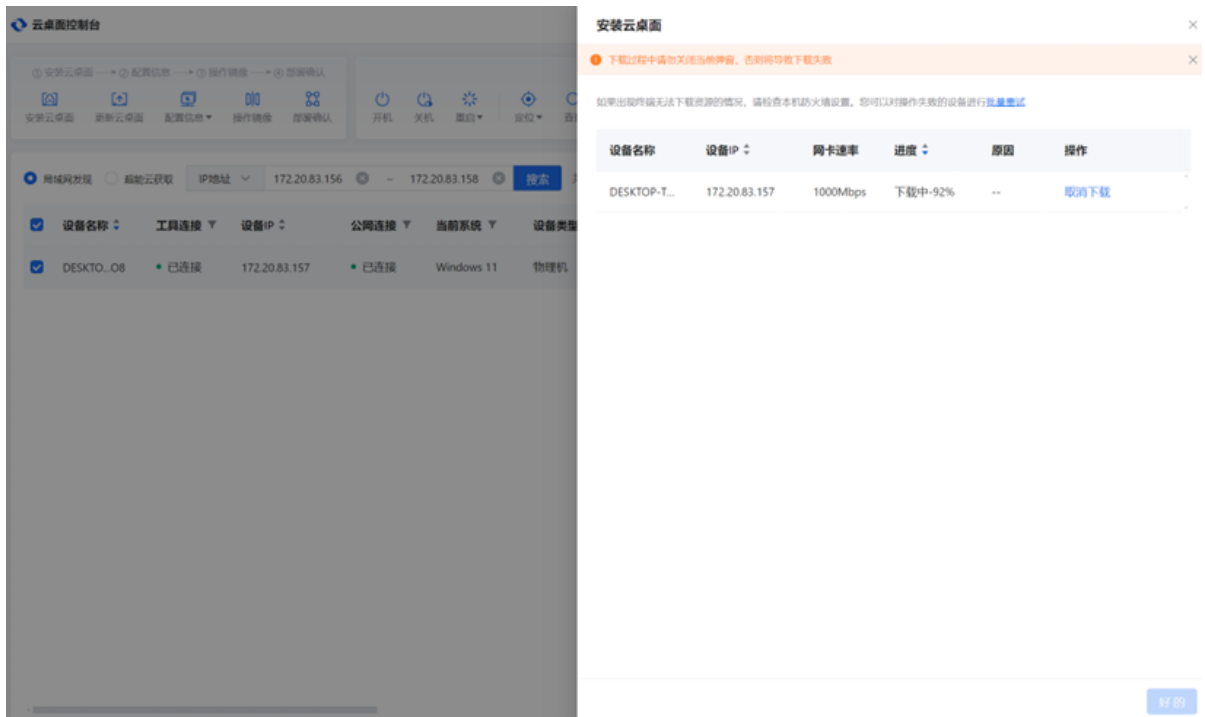 云桌面控制台
①安装云桌面 ②配置信息 ③操作镜像 ④部署确认
安装云桌面 更新云桌面 配置信息 操作镜像 部署确认 开机 关机 重启 定位
局域网发现 超能云获取 IP地址 172.20.83.156 - 172.20.83.158 搜索
设备名称 工具连接 设备IP 公网连接 当前系统 设备类型
DESKTO...O8 已连接 172.20.83.157 已连接 Windows 11 物理机
安装云桌面
下载过程中请勿关闭当前弹窗，否则将导致下载失败
如果出现终端无法下载资源的情况，请检查本机防火墙设置。您可以对操作失败的设备进行批量重试
设备名称 设备IP 网卡速率 进度 原因 操作
DESKTOP-T... 172.20.83.157 1000Mbps 下载中-92% -- 取消下载
好的